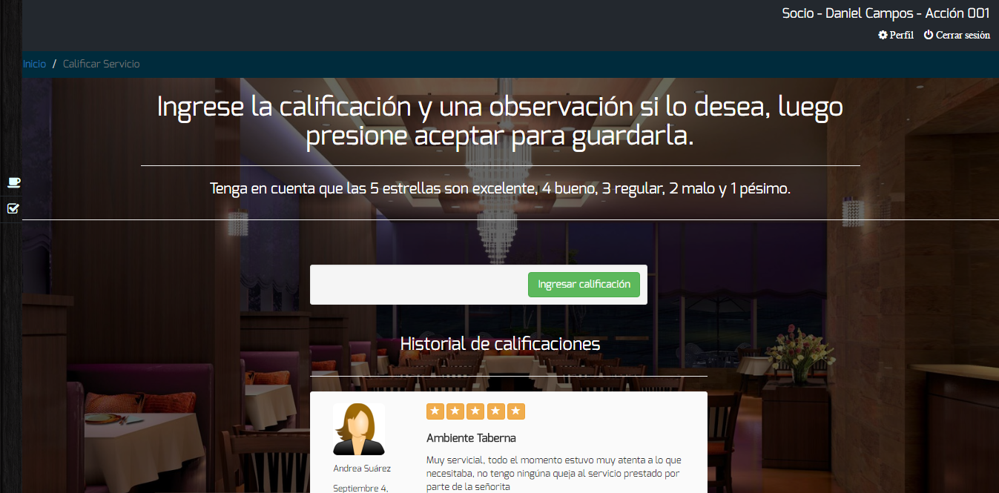 Socio - Daniel Campos - Acción 001
Perfil Cerrar sesión
Inicio / Calificar Servicio
Ingrese la calificación y una observación si lo desea, luego
presione aceptar para guardarla.
Tenga en cuenta que las 5 estrellas son excelente, 4 bueno, 3 regular, 2 malo y 1 pésimo.
Ingresar calificación
Historial de calificaciones
Ambiente Taberna
Muy servicial, todo el momento estuvo muy atenta a lo que
necesitaba, no tengo ningúna queja al servicio prestado por
parte de la señorita
Andrea Suárez
Septiembre 4,